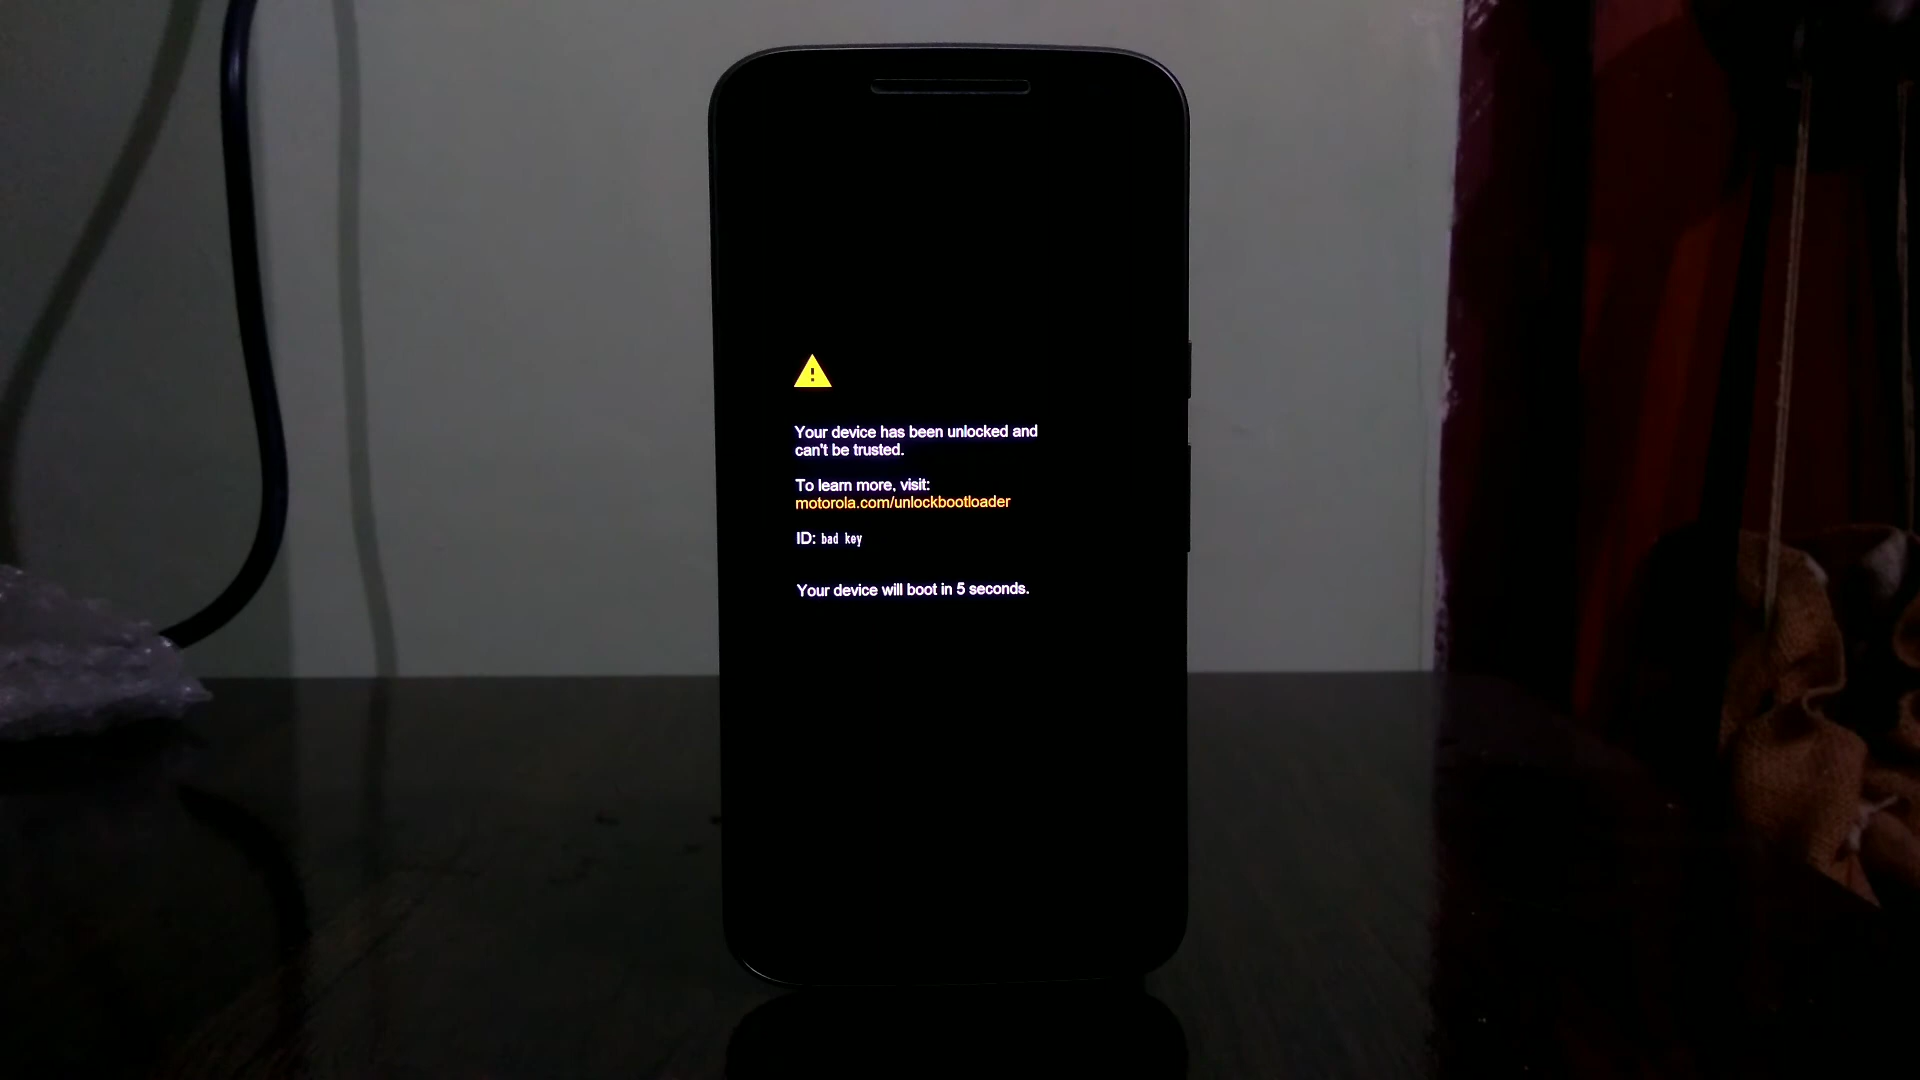 Your device has been unlocked and
can't be trusted.
To learn more, visit:
motorola.com/unlockbootloader
ID: bad key
Your device will boot in 5 seconds.